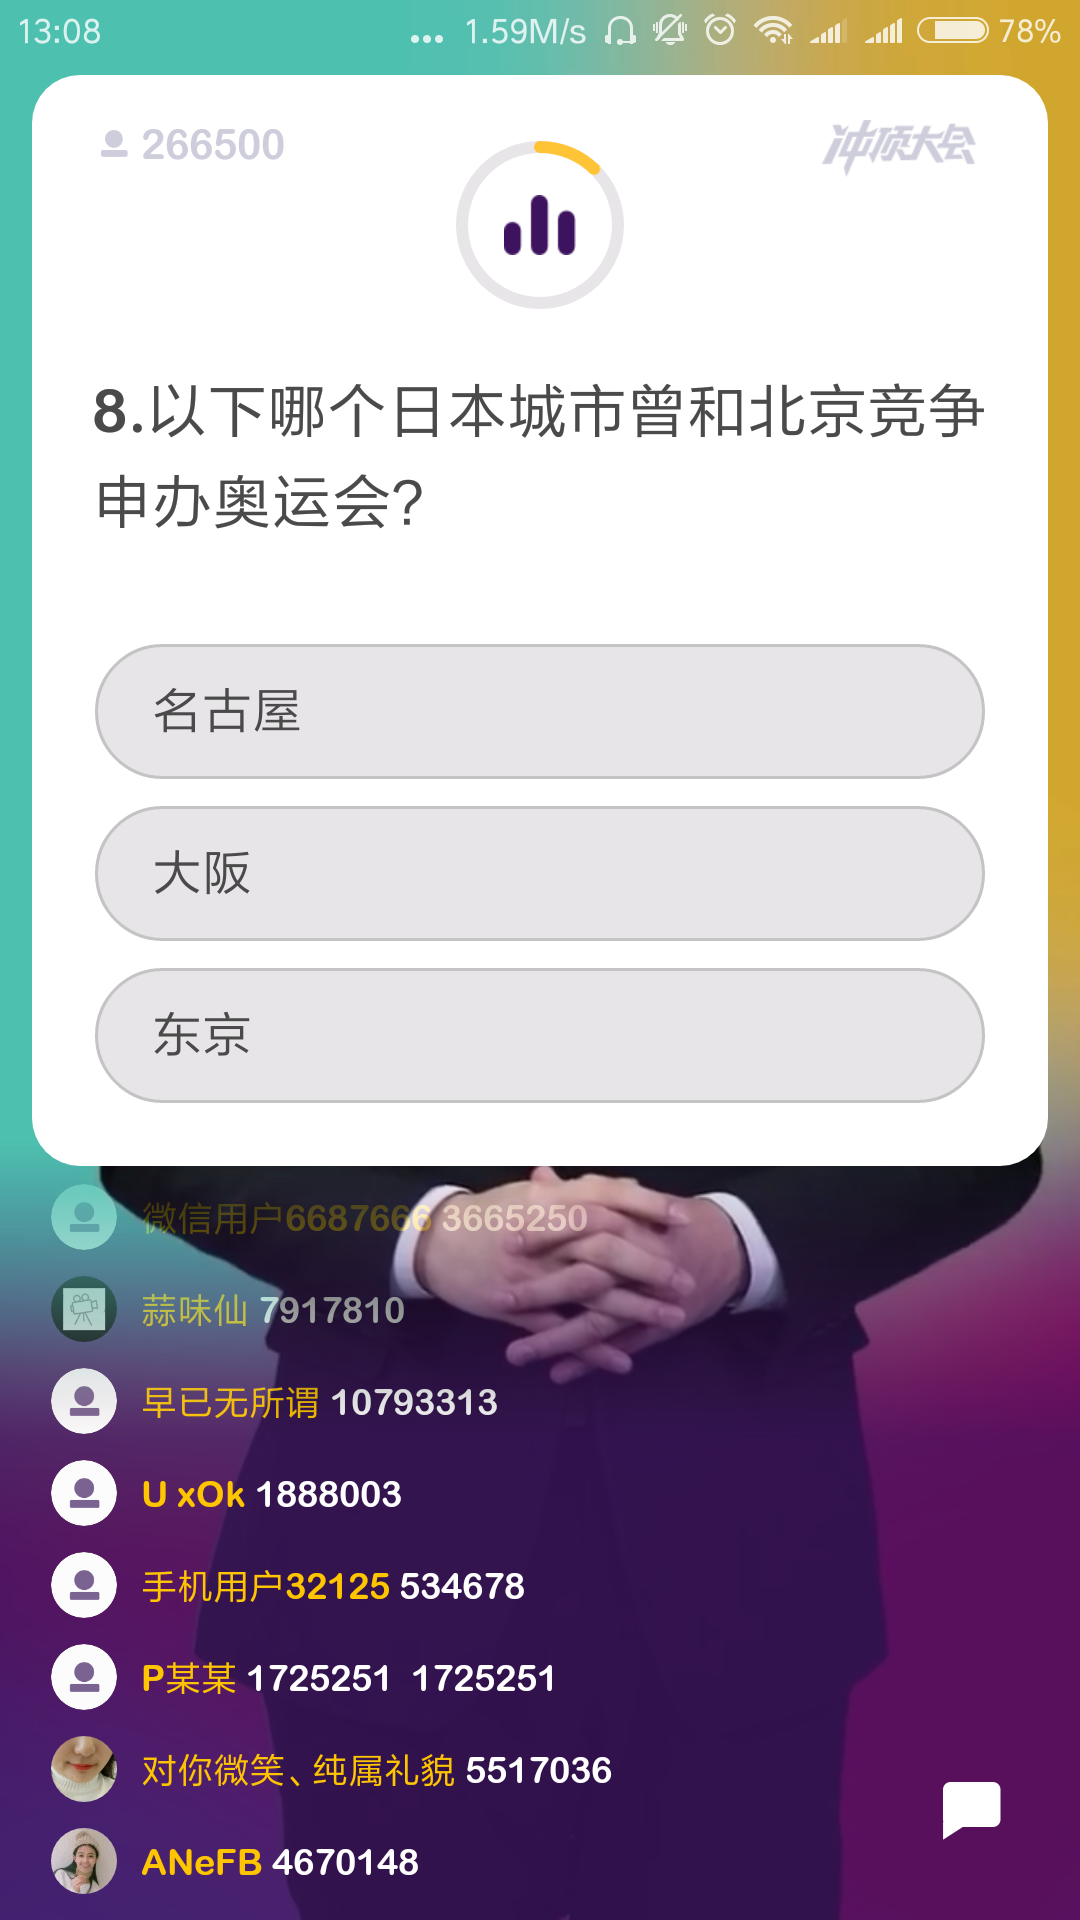 13:08 ... 1.59M/s 78%
266500 冲顶大会
8.以下哪个日本城市曾和北京竞争
申办奥运会?
名古屋
大阪
东京
微信用户6687666 3665250
蒜味仙 7917810
早已无所谓 10793313
U xOk 1888003
手机用户32125 534678
P某某 1725251 1725251
对你微笑、纯属礼貌 5517036
ANeFB 4670148